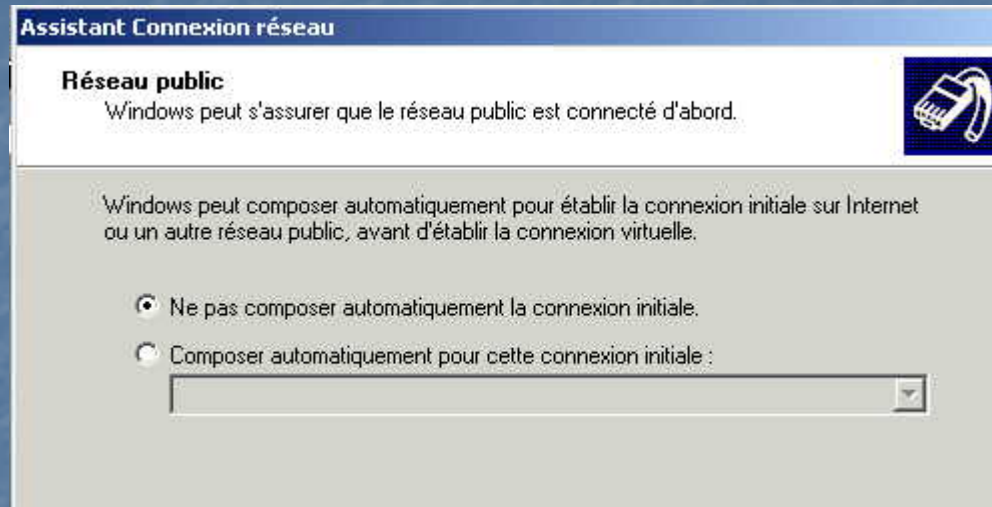 Assistant Connexion réseau
Réseau public
Windows peut s'assurer que le réseau public est connecté d'abord.
Windows peut composer automatiquement pour établir la connexion initiale sur Internet
ou un autre réseau public, avant d'établir la connexion virtuelle.
Ne pas composer automatiquement la connexion initiale.
Composer automatiquement pour cette connexion initiale :